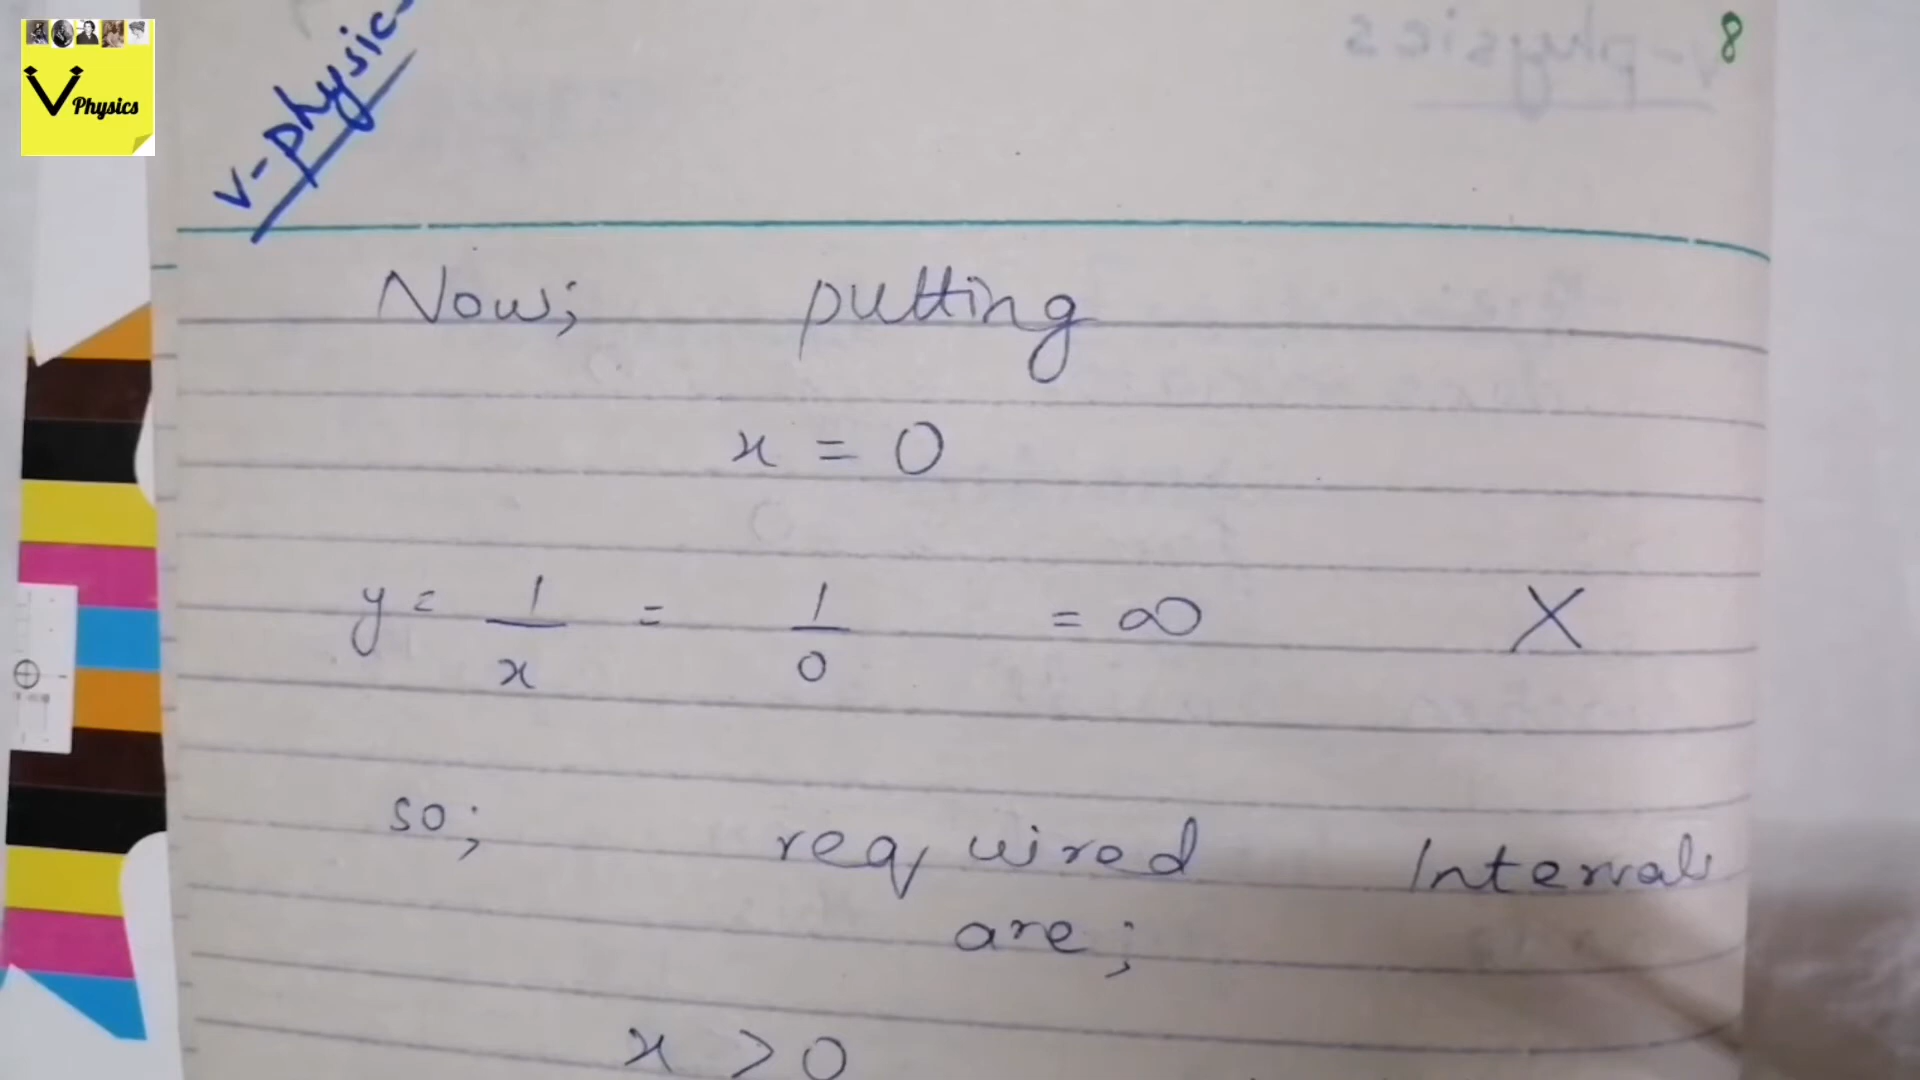 V Physics
v-physics
8
Now; putting
x = 0
y = 1/x = 1/0 = ∞ X
so; required Intervals
are;
x > 0